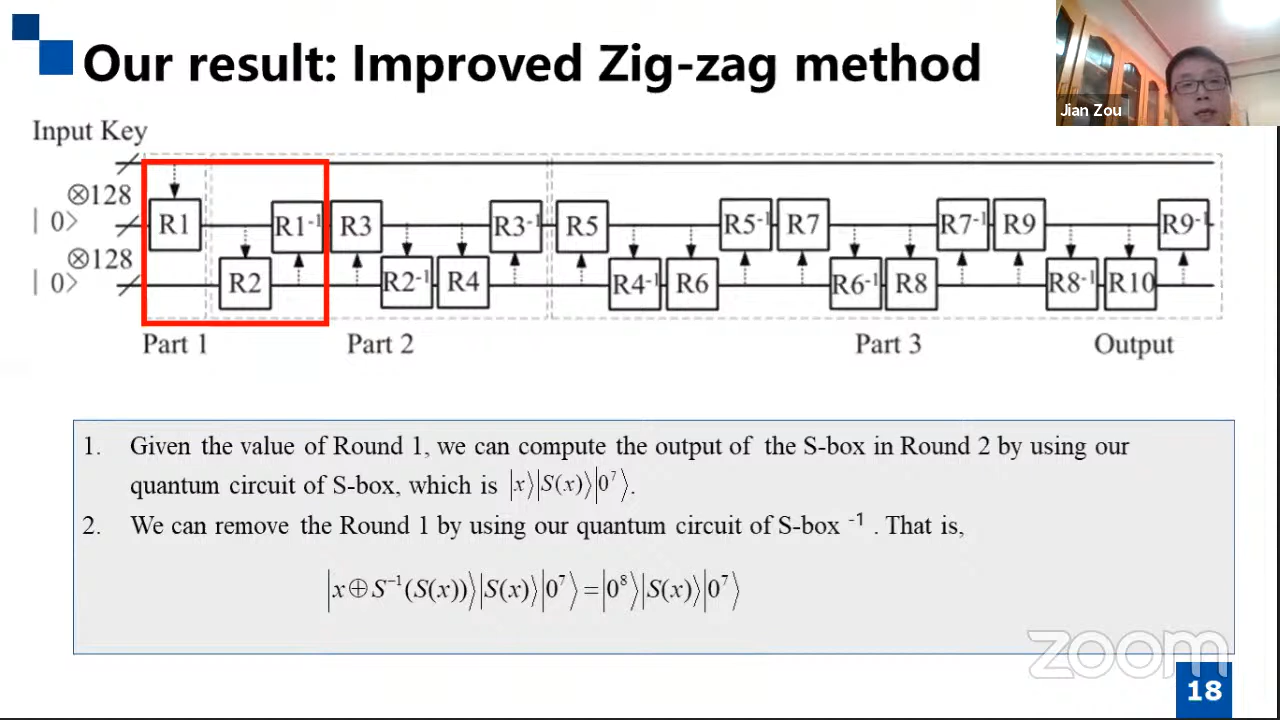 Our result: Improved Zig-zag method
Jian Zou
Input Key
⊗128
| 0>
R1 R1⁻¹ R3 R3⁻¹ R5 R5⁻¹ R7 R7⁻¹ R9 R9⁻¹
⊗128
| 0>
R2 R2⁻¹ R4 R4⁻¹ R6 R6⁻¹ R8 R8⁻¹ R10
Part 1 Part 2 Part 3 Output
1. Given the value of Round 1, we can compute the output of the S-box in Round 2 by using our
quantum circuit of S-box, which is |x⟩|S(x)⟩|0⁷⟩.
2. We can remove the Round 1 by using our quantum circuit of S-box ⁻¹ . That is,
|x⊕S⁻¹(S(x))⟩|S(x)⟩|0⁷⟩=|0⁸⟩|S(x)⟩|0⁷⟩
zoom
18